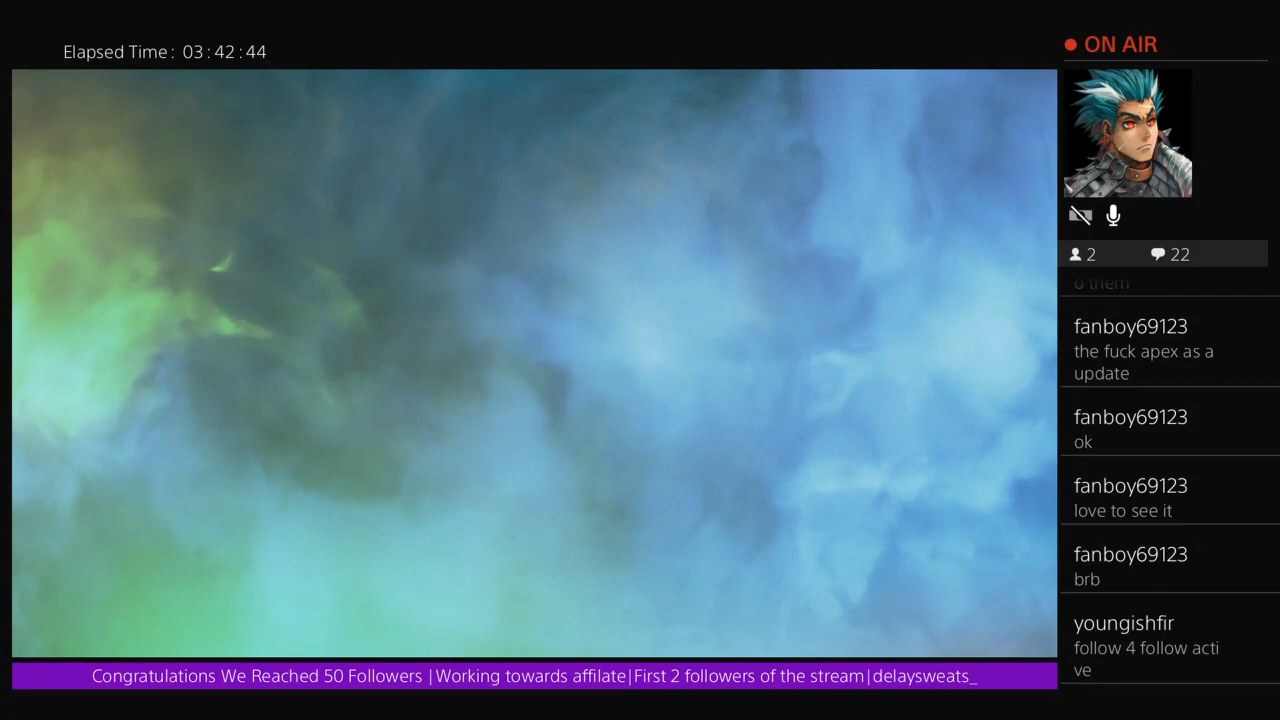 Elapsed Time: 03:42:44
ON AIR
2 22
o them
fanboy69123
the fuck apex as a
update
fanboy69123
ok
fanboy69123
love to see it
fanboy69123
brb
youngishfir
follow 4 follow acti
ve
Congratulations We Reached 50 Followers |Working towards affilate|First 2 followers of the stream|delaysweats_